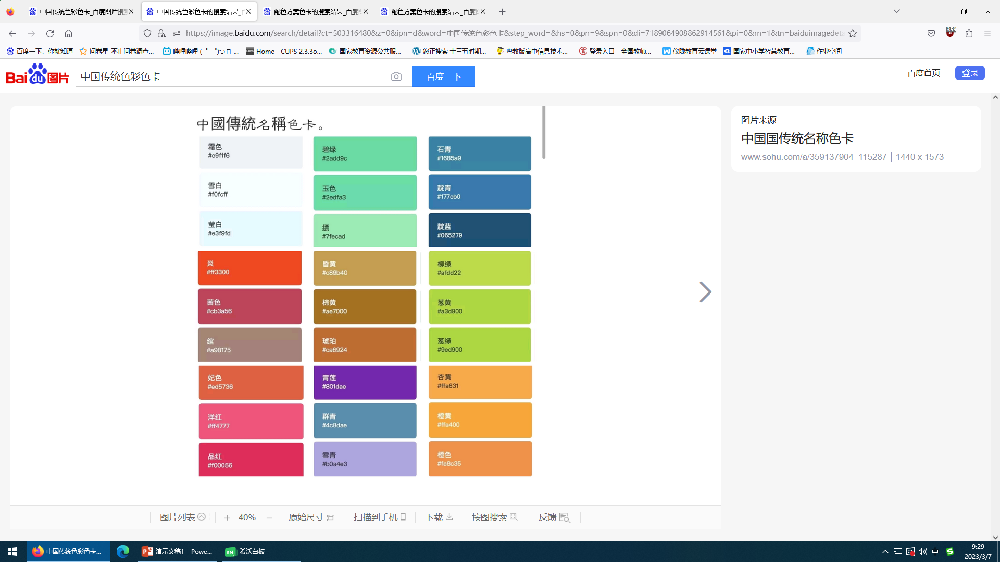 中国传统色彩色卡_百度图片搜索
中国传统色彩色卡的搜索结果_百
配色方案色卡的搜索结果_百度图
配色方案色卡的搜索结果_百度图
https://image.baidu.com/search/detail?ct=503316480&z=0&ipn=d&word=中国传统色彩色卡&step_word=&hs=0&pn=9&spn=0&di=7189064908862914561&pi=0&rn=1&tn=baiduimagedeta
359
百度一下，你就知道
问卷星_不止问卷调查...
哔哩哔哩 ( ゜- ゜)つロ ...
Home - CUPS 2.3.3o...
国家教育资源公共服...
您正搜索 十三五时期...
粤教版高中信息技术...
登录入口 - 全国教师...
仪陇教育云课堂
国家中小学智慧教育...
作业空间
Bai du 图片
中国传统色彩色卡
百度一下
百度首页
登录
中國傳統名稱色卡。
霜色
#e9f1f6
碧绿
#2add9c
石青
#1685a9
雪白
#f0fcff
玉色
#2edfa3
靛青
#177cb0
莹白
#e3f9fd
缥
#7fecad
靛蓝
#065279
炎
#ff3300
昏黄
#c89b40
柳绿
#afdd22
茜色
#cb3a56
棕黄
#ae7000
葱黄
#a3d900
绾
#a98175
琥珀
#ca6924
葱绿
#9ed900
妃色
#ed5736
青莲
#801dae
杏黄
#ffa631
洋红
#ff4777
群青
#4c8dae
橙黄
#ffa400
品红
#f00056
雪青
#b0a4e3
橙色
#fa8c35
图片来源
中国国传统名称色卡
www.sohu.com/a/359137904_115287 | 1440 x 1573
图片列表
40%
原始尺寸
扫描到手机
下载
按图搜索
反馈
中国传统色彩色卡...
演示文稿1 - Powe...
EN 希沃白板
中
9:29
2023/3/7